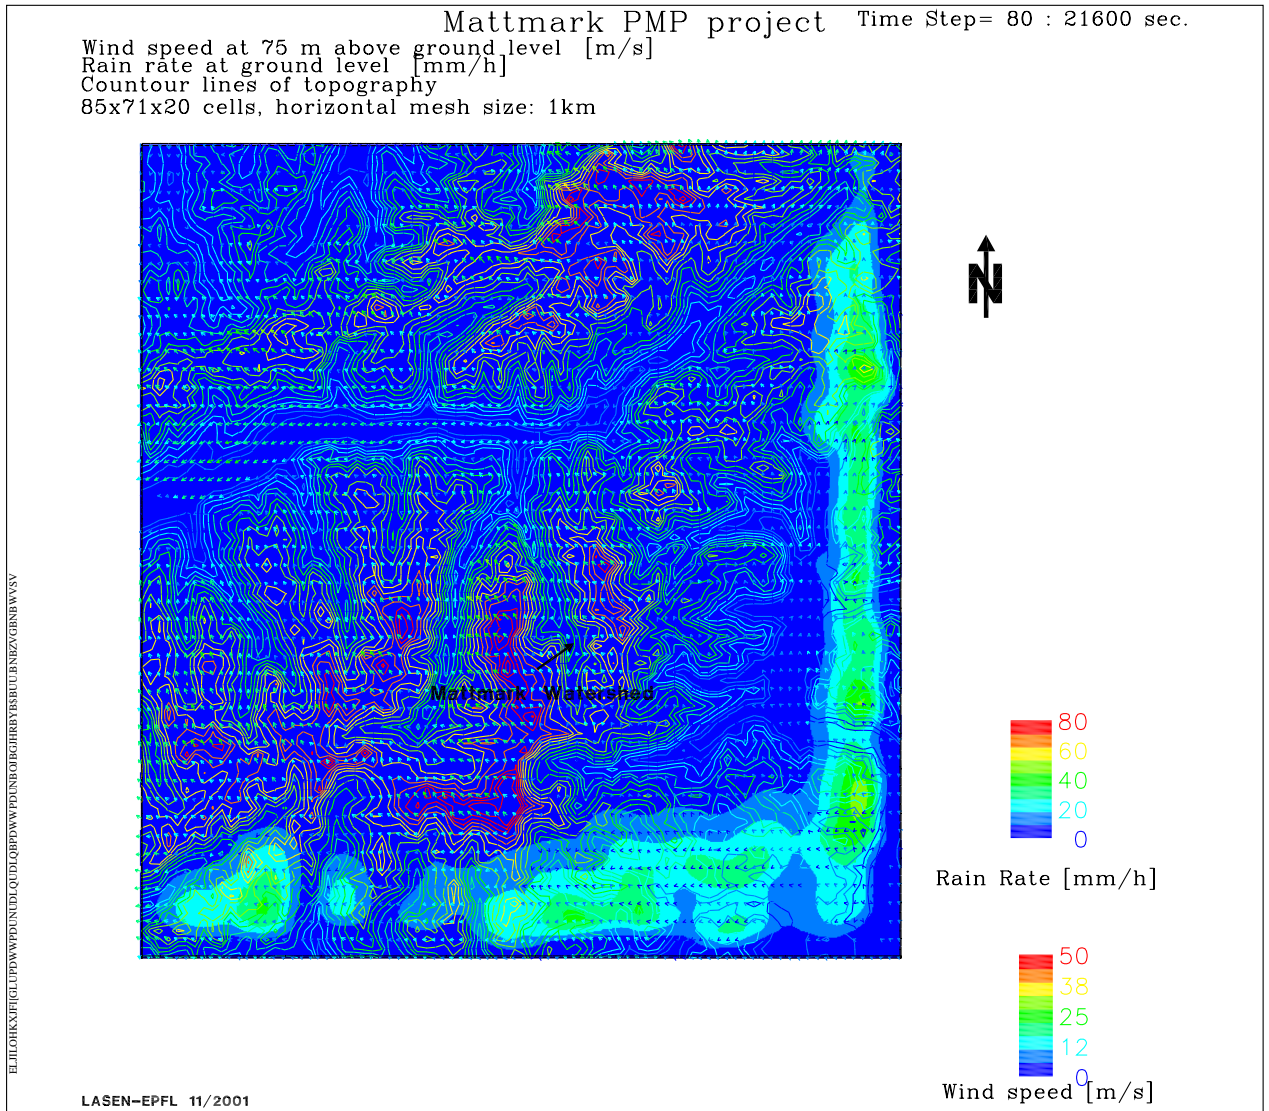 Mattmark PMP project
Time Step= 80 : 21600 sec.
Wind speed at 75 m above ground level [m/s]
Rain rate at ground level [mm/h]
Countour lines of topography
85x71x20 cells, horizontal mesh size: 1km
N
Mattmark Watershed
80
60
40
20
0
Rain Rate [mm/h]
50
38
25
12
0
Wind speed [m/s]
LASEN-EPFL 11/2001